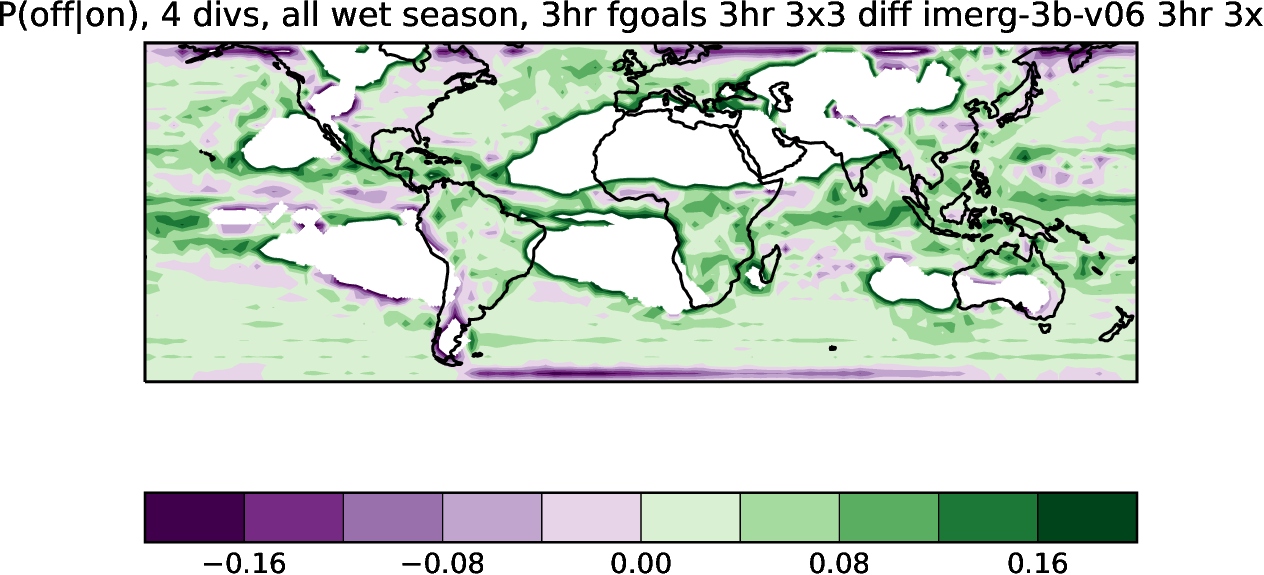 P(off|on), 4 divs, all wet season, 3hr fgoals 3hr 3x3 diff imerg-3b-v06 3hr 3x
−0.16 −0.08 0.00 0.08 0.16